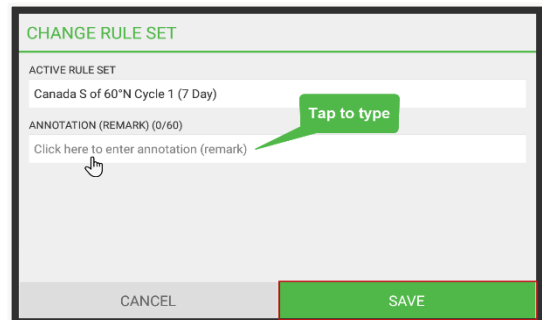 CHANGE RULE SET
ACTIVE RULE SET
Canada S of 60°N Cycle 1 (7 Day)
Tap to type
ANNOTATION (REMARK) (0/60)
Click here to enter annotation (remark)
CANCEL
SAVE